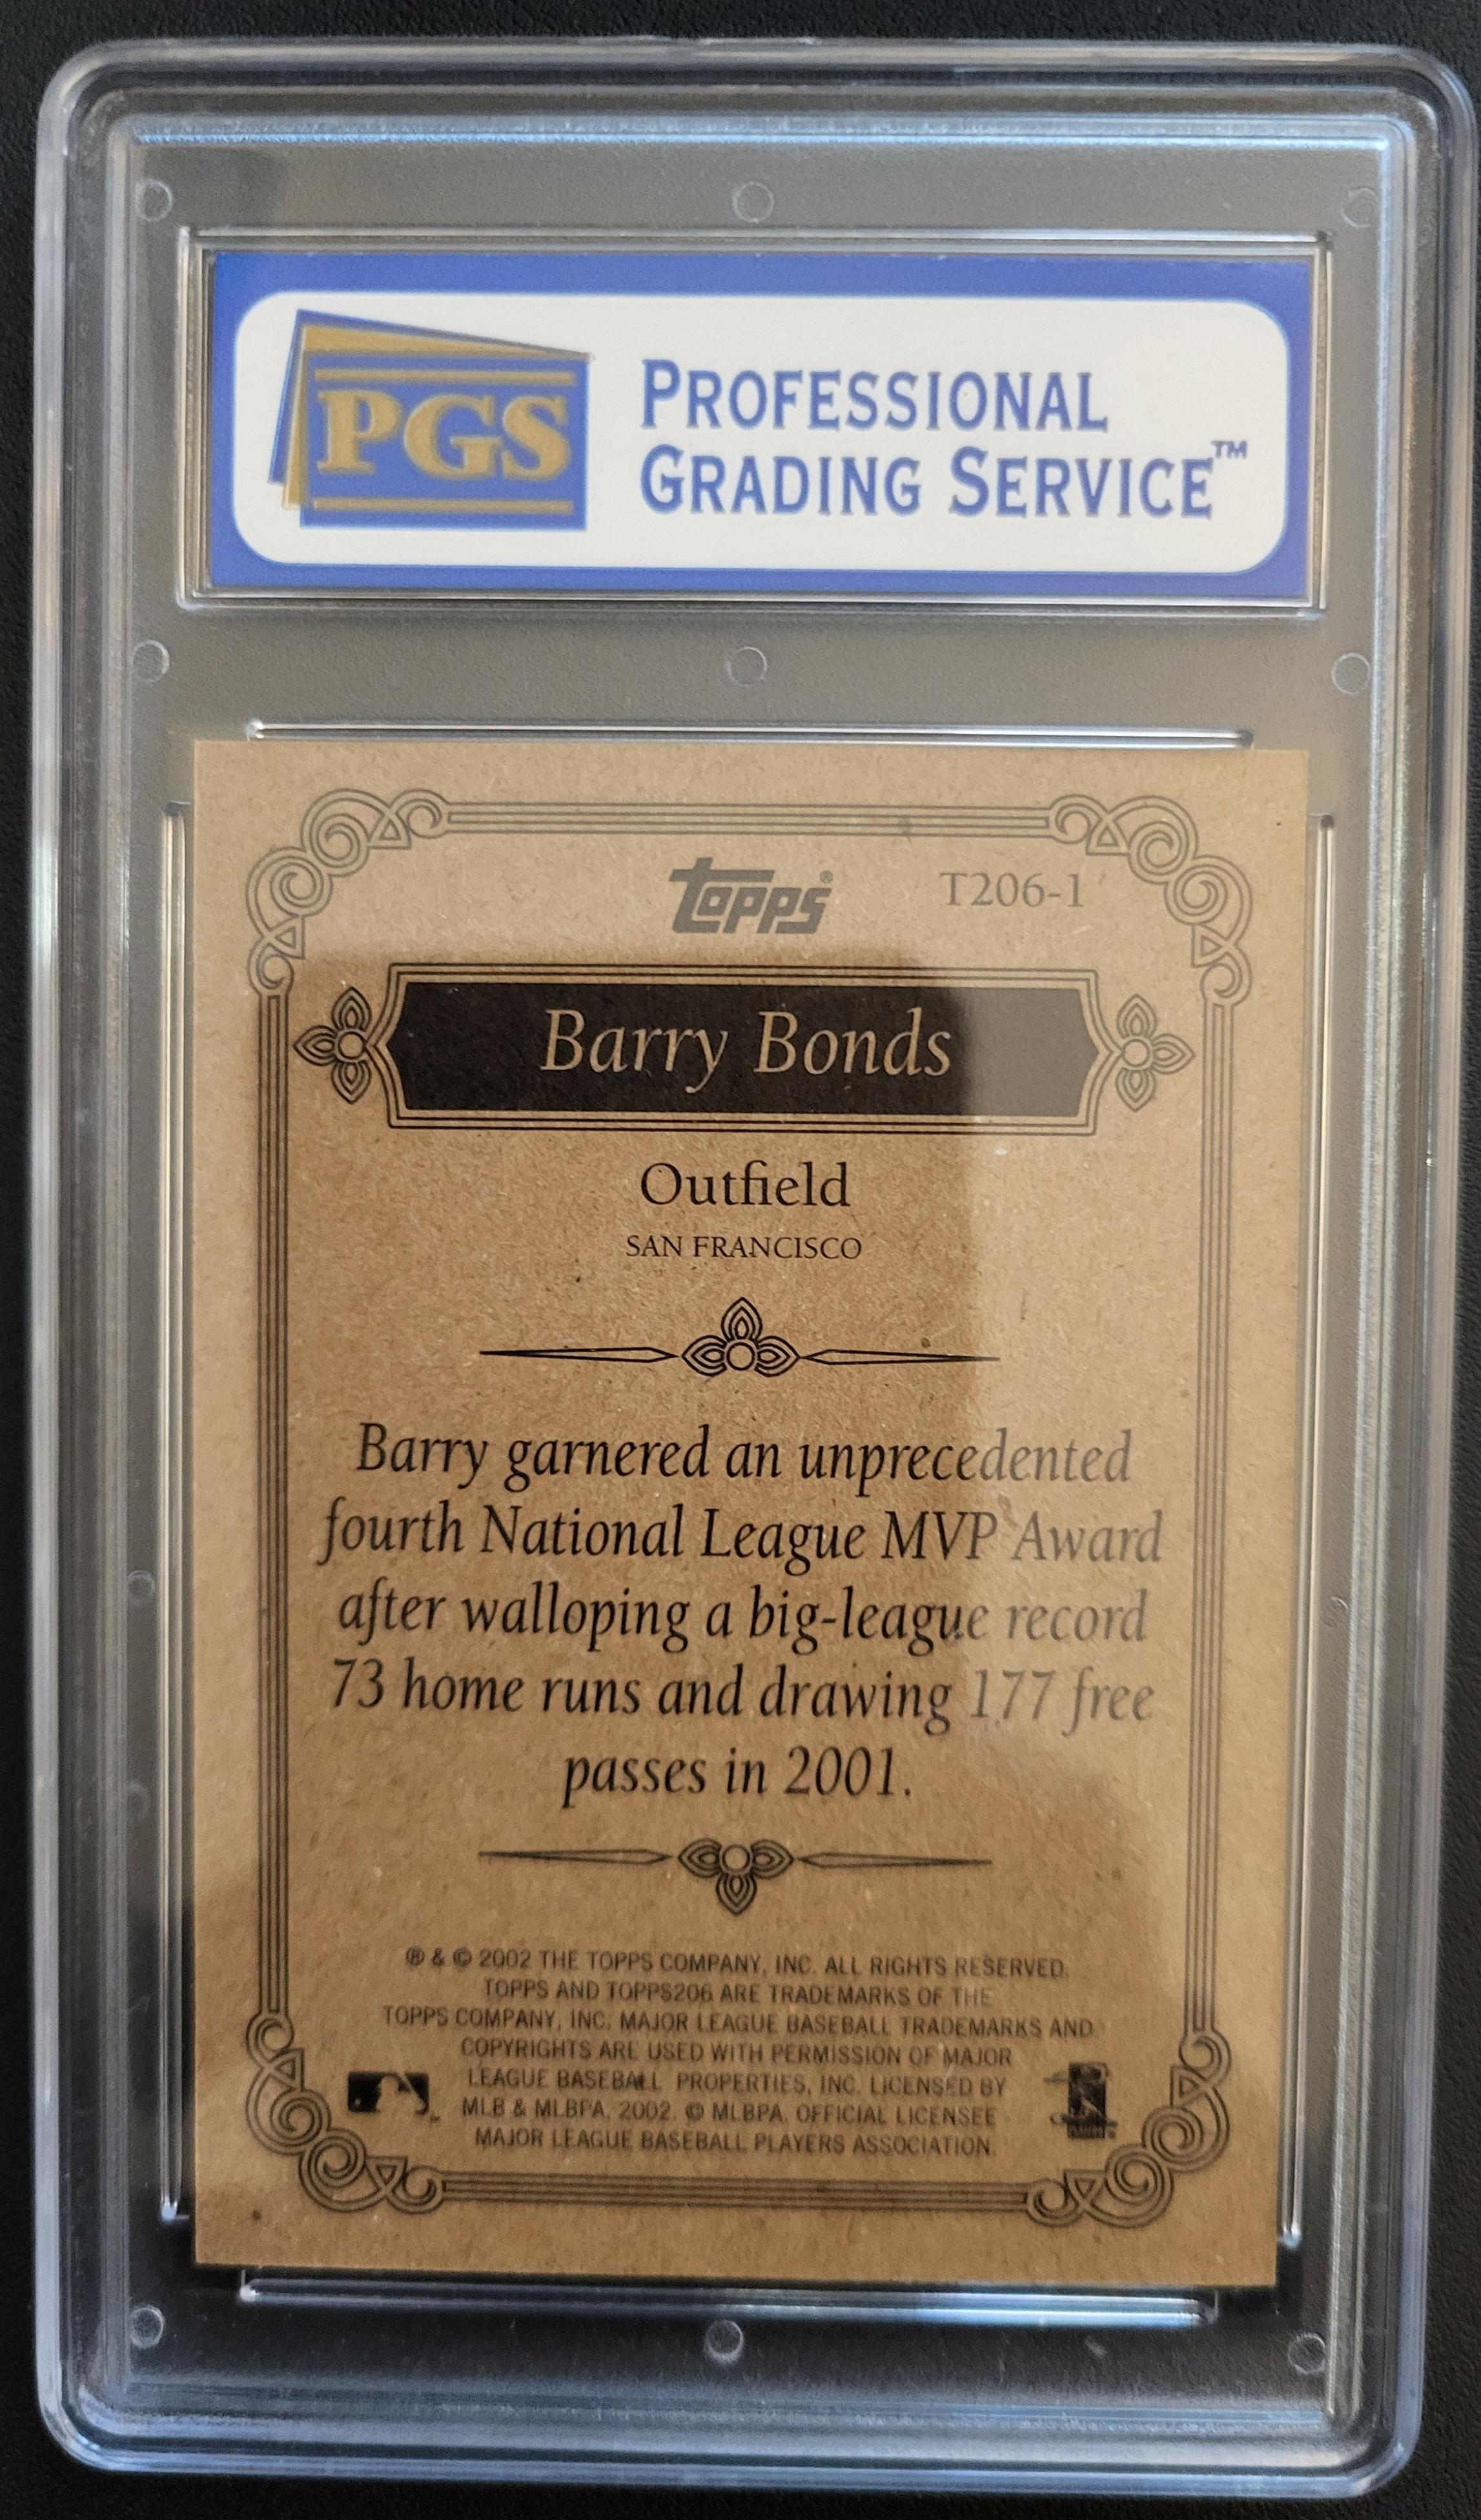 PGS
PROFESSIONAL
GRADING SERVICE™
topps®
T206-1
Barry Bonds
Outfield
SAN FRANCISCO
Barry garnered an unprecedented
fourth National League MVP Award
after walloping a big-league record
73 home runs and drawing 177 free
passes in 2001.
® & © 2002 THE TOPPS COMPANY, INC. ALL RIGHTS RESERVED.
TOPPS AND TOPPS206 ARE TRADEMARKS OF THE
TOPPS COMPANY, INC. MAJOR LEAGUE BASEBALL TRADEMARKS AND
COPYRIGHTS ARE USED WITH PERMISSION OF MAJOR
LEAGUE BASEBALL PROPERTIES, INC. LICENSED BY
MLB & MLBPA, 2002. © MLBPA. OFFICIAL LICENSEE
MAJOR LEAGUE BASEBALL PLAYERS ASSOCIATION.